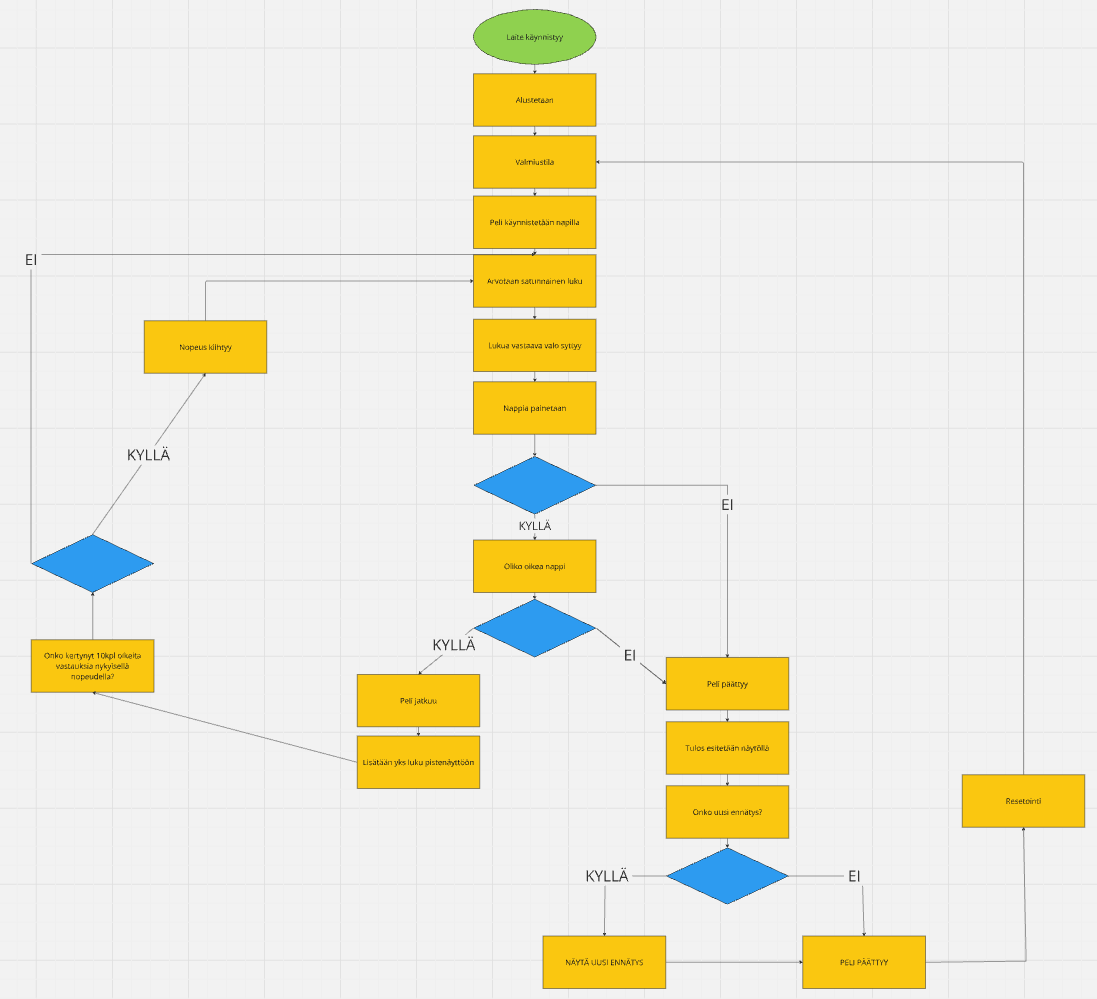 Laite käynnistyy
Alustetaan
Valmiustila
Peli käynnistetään napilla
EI
Arvotaan satunnainen luku
Nopeus kiihtyy
Lukua vastaava valo syttyy
Nappia painetaan
KYLLÄ
EI
KYLLÄ
Oliko oikea nappi
KYLLÄ
EI
Onko kertynyt 10kpl oikeita
vastauksia nykyisellä
nopeudella?
Peli jatkuu
Peli päättyy
Lisätään yks luku pistenäyttöön
Tulos esitetään näytöllä
Resetointi
Onko uusi ennätys?
KYLLÄ
EI
NÄYTÄ UUSI ENNÄTYS
PELI PÄÄTTYY